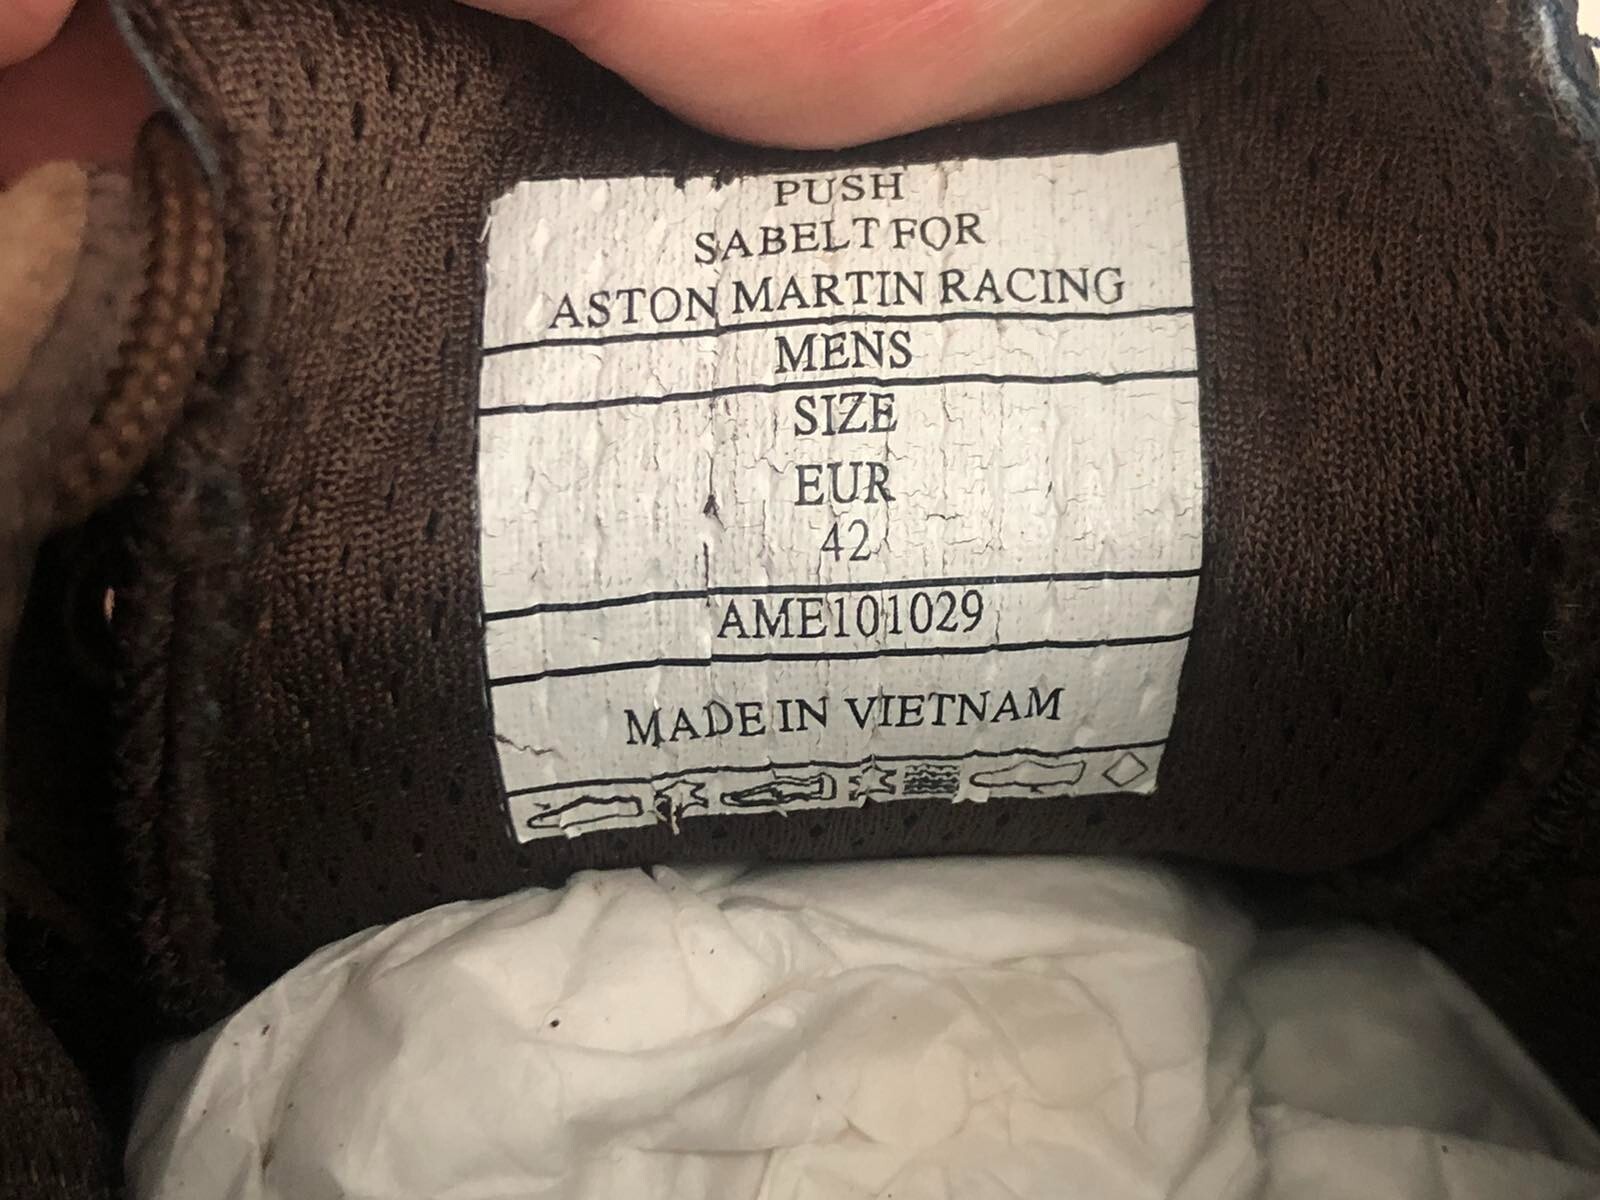 PUSH
SABELT FOR
ASTON MARTIN RACING
MENS
SIZE
EUR
42
AME101029
MADE IN VIETNAM